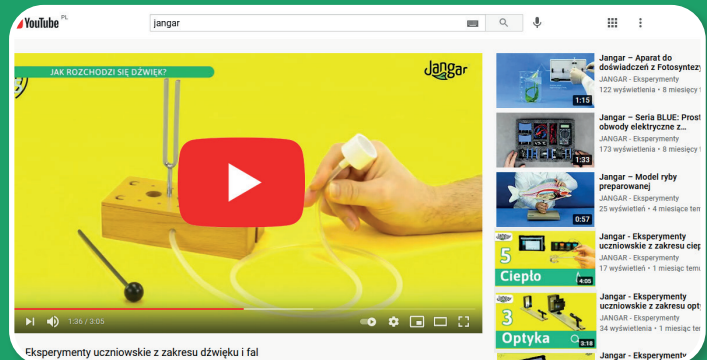 YouTube PL
jangar
JAK ROZCHODZI SIĘ DŹWIĘK?
Jangar
1:36 / 3:05
Eksperymenty uczniowskie z zakresu dźwięku i fal
1:15
Jangar – Aparat do
doświadczeń z Fotosyntezy
JANGAR - Eksperymenty
122 wyświetlenia • 8 miesięcy
1:33
Jangar – Seria BLUE: Prost
obwody elektryczne z...
JANGAR - Eksperymenty
173 wyświetlenia • 8 miesięcy
0:57
Jangar – Model ryby
preparowanej
JANGAR - Eksperymenty
25 wyświetleń • 4 miesiące tem
5
Ciepło
4:05
Jangar - Eksperymenty
uczniowskie z zakresu ciep
JANGAR - Eksperymenty
17 wyświetleń • 1 miesiąc temu
Jangar
3
Optyka
3:18
Jangar - Eksperymenty
uczniowskie z zakresu opt
JANGAR - Eksperymenty
34 wyświetlenia • 1 miesiąc te
Jangar - Eksperymenty